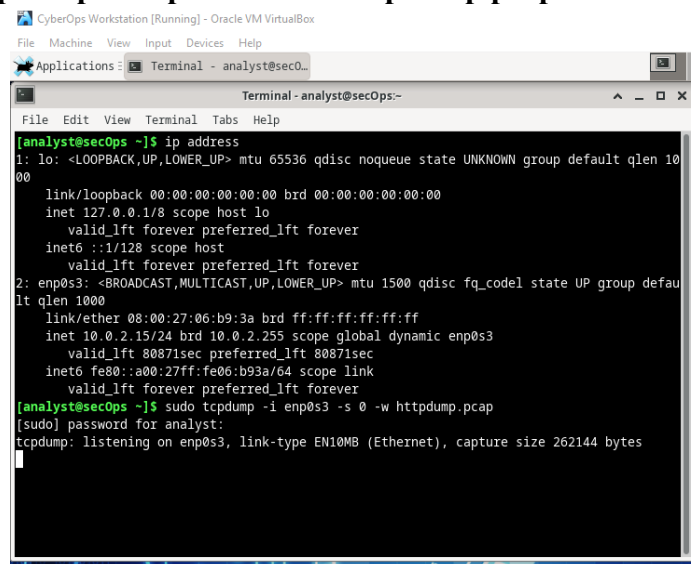 CyberOps Workstation [Running] - Oracle VM VirtualBox
File Machine View Input Devices Help
Applications Terminal - analyst@secO...
Terminal - analyst@secOps:~
File Edit View Terminal Tabs Help
[analyst@secOps ~]$ ip address
1: lo: <LOOPBACK,UP,LOWER_UP> mtu 65536 qdisc noqueue state UNKNOWN group default qlen 10
00
link/loopback 00:00:00:00:00:00 brd 00:00:00:00:00:00
inet 127.0.0.1/8 scope host lo
valid_lft forever preferred_lft forever
inet6 ::1/128 scope host
valid_lft forever preferred_lft forever
2: enp0s3: <BROADCAST,MULTICAST,UP,LOWER_UP> mtu 1500 qdisc fq_codel state UP group defau
lt qlen 1000
link/ether 08:00:27:06:b9:3a brd ff:ff:ff:ff:ff:ff
inet 10.0.2.15/24 brd 10.0.2.255 scope global dynamic enp0s3
valid_lft 80871sec preferred_lft 80871sec
inet6 fe80::a00:27ff:fe06:b93a/64 scope link
valid_lft forever preferred_lft forever
[analyst@secOps ~]$ sudo tcpdump -i enp0s3 -s 0 -w httpdump.pcap
[sudo] password for analyst:
tcpdump: listening on enp0s3, link-type EN10MB (Ethernet), capture size 262144 bytes